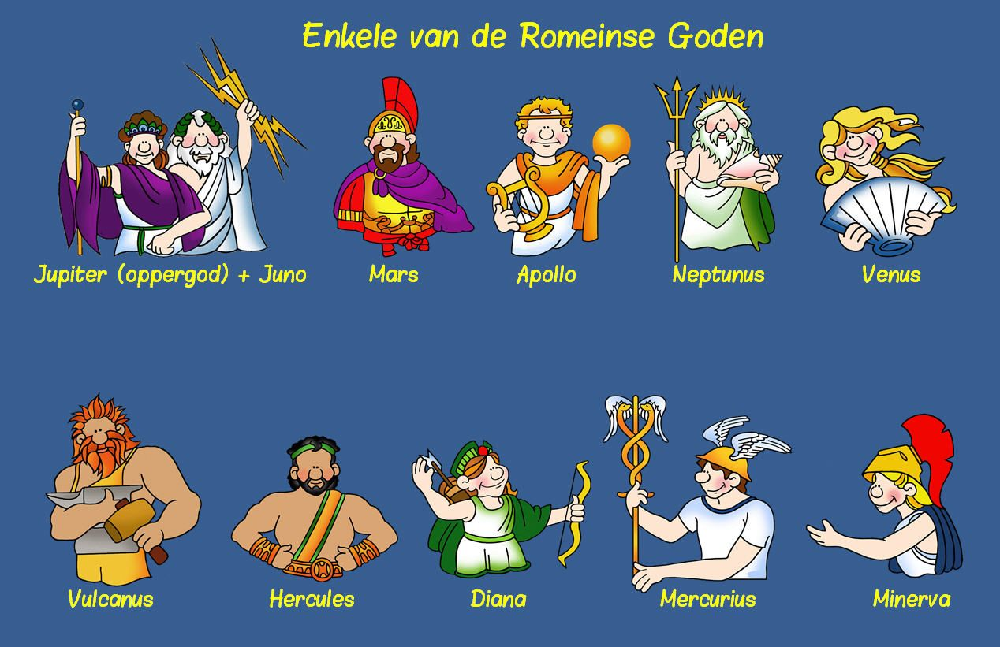 Enkele van de Romeinse Goden
Jupiter (oppergod) + Juno
Mars
Apollo
Neptunus
Venus
Vulcanus
Hercules
Diana
Mercurius
Minerva